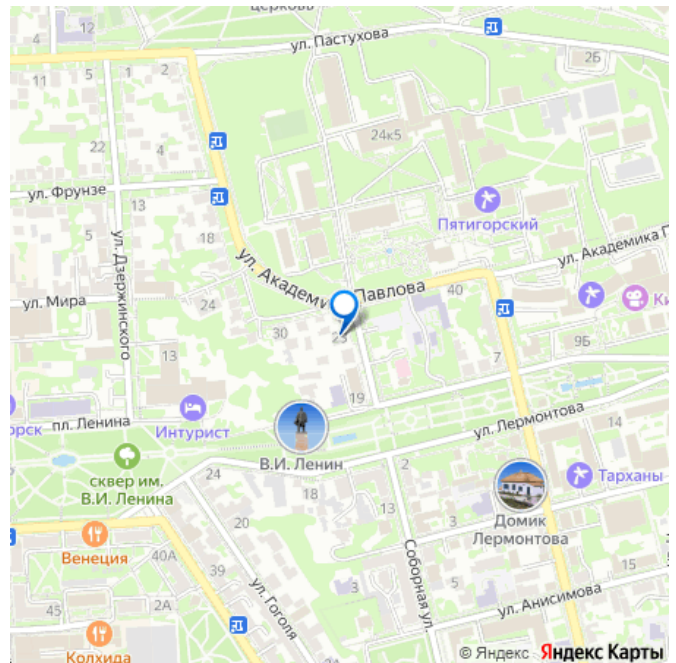 церковь
12
ул. Пастухова
2Б
11
5
1
2
24к5
22
4
ул. Фрунзе
13
Пятигорский
5
18
ул. Дзержинского
ул. Академика Павлова
ул. Академика П
ул. Мира
24
40
30
23
9Б
13
7
19
орск
пл. Ленина
Интурист
ул. Лермонтова
14
В.И. Ленин
сквер им.
В.И. Ленина
24
2
18
Тарханы
20
3
Домик
Лермонтова
Венеция
40А
39
Соборная ул.
3
ул. Гоголя
5
45
2А
ул. Анисимова
Колхида
© Яндекс Яндекс Карты